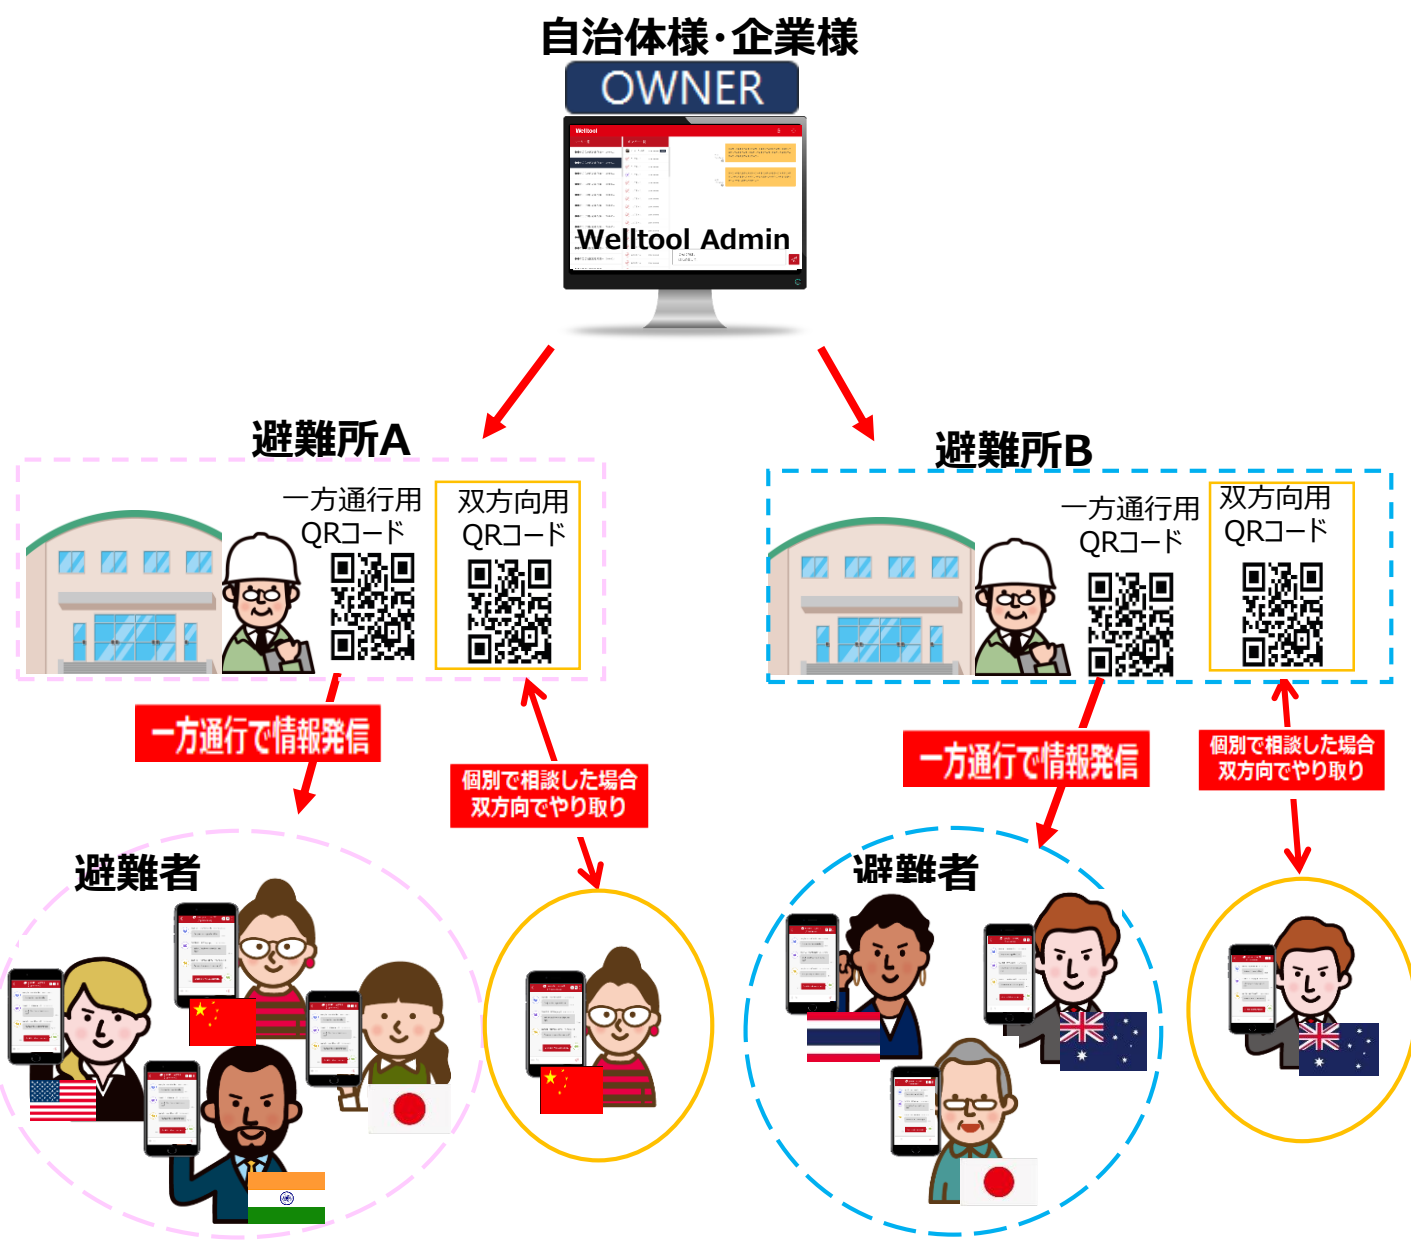 自治体様・企業様
OWNER
Welltool
Welltool Admin
避難所A
一方通行用
QRコード
双方向用
QRコード
避難所B
一方通行用
QRコード
双方向用
QRコード
一方通行で情報発信
個別で相談した場合
双方向でやり取り
一方通行で情報発信
個別で相談した場合
双方向でやり取り
避難者
避難者